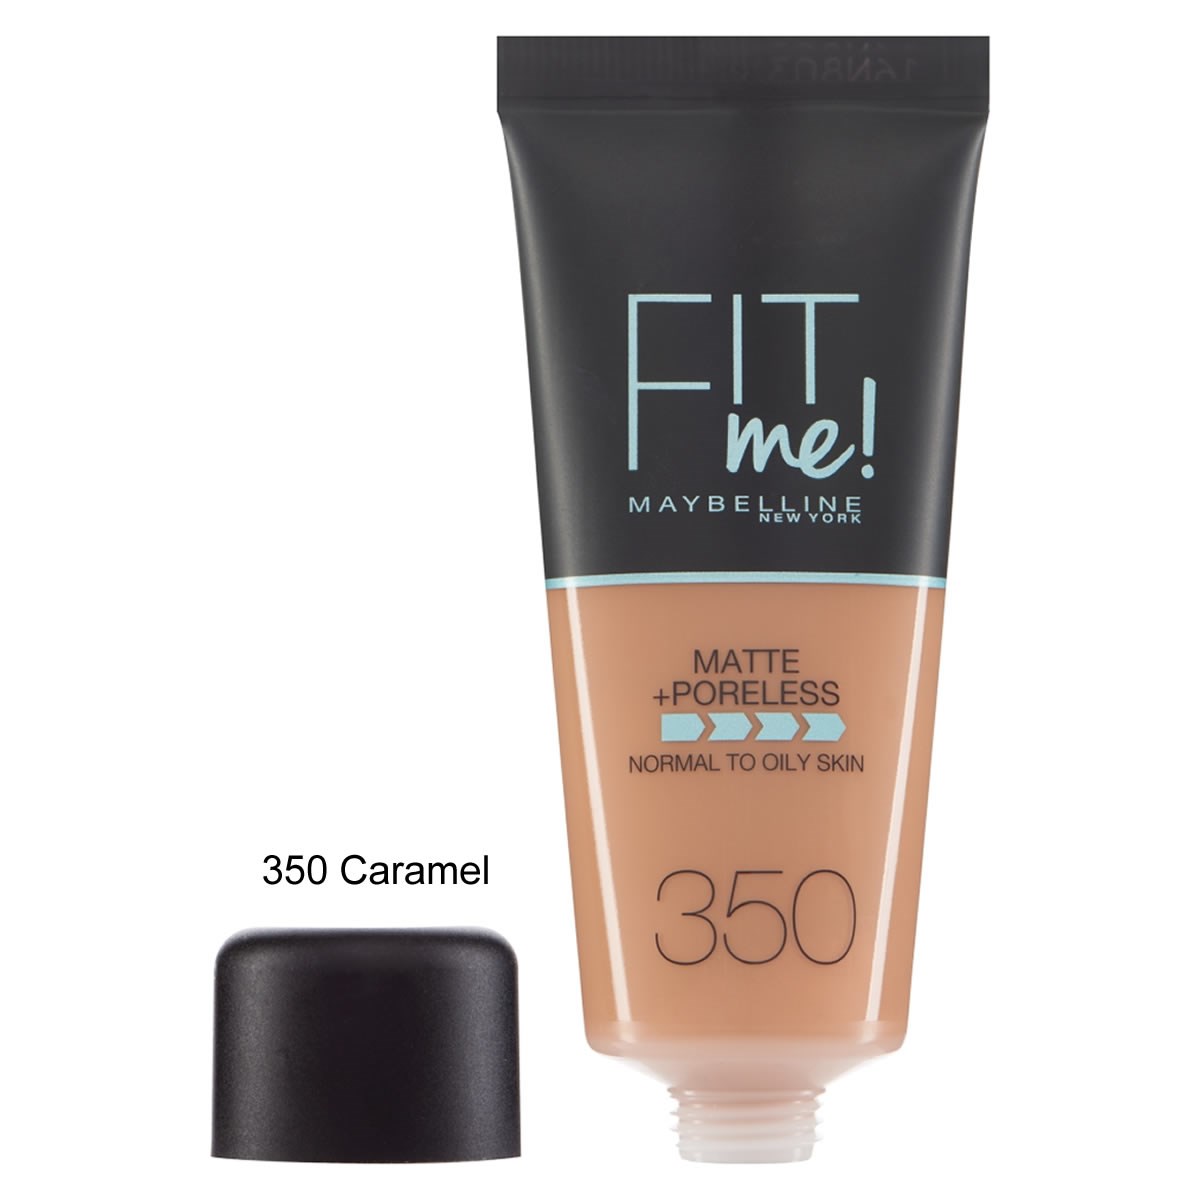 FIT
me!
MAYBELLINE
NEW YORK
MATTE
+PORELESS
NORMAL TO OILY SKIN
350
350 Caramel